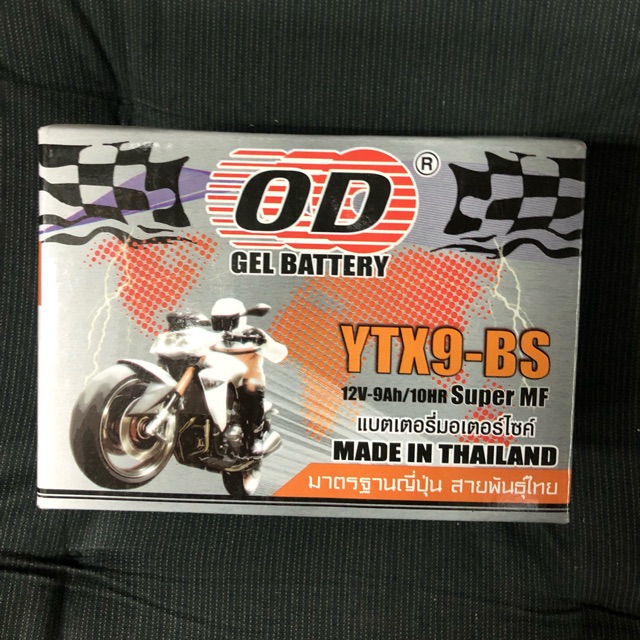 OD ®
GEL BATTERY
YTX9-BS
12V-9Ah/10HR Super MF
แบตเตอรี่มอเตอร์ไซค์
MADE IN THAILAND
มาตรฐานญี่ปุ่น สายพันธุ์ไทย